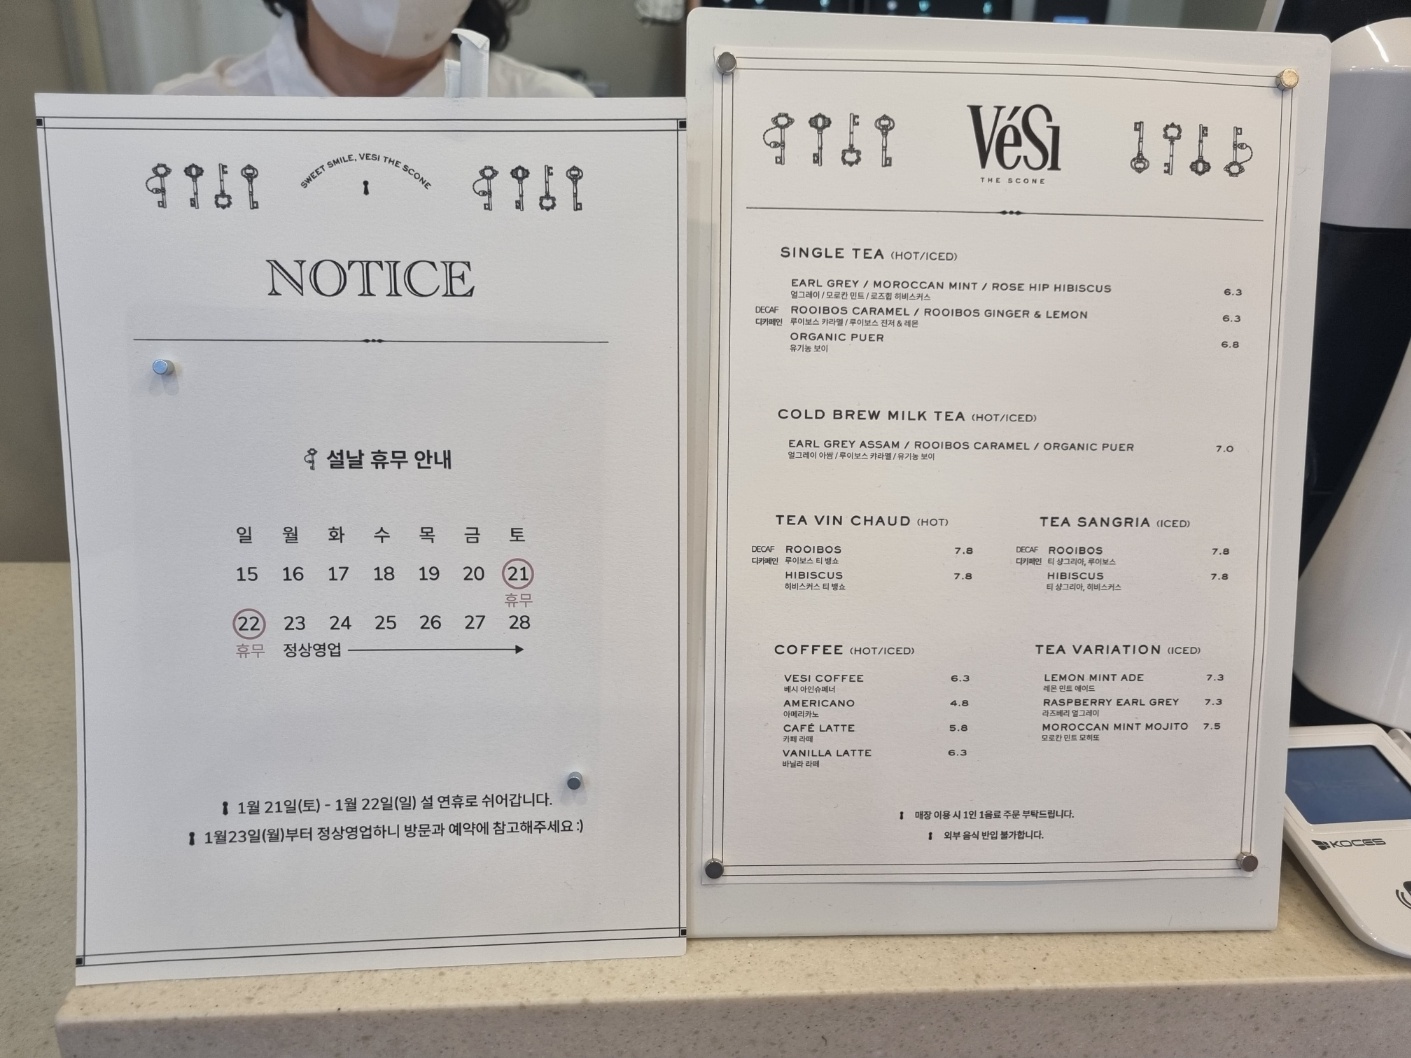 SWEET SMILE, VESI THE SCONE
NOTICE
설날 휴무 안내
일 월 화 수 목 금 토
15 16 17 18 19 20 21
휴무
22 23 24 25 26 27 28
휴무 정상영업
1월 21일(토) - 1월 22일(일) 설 연휴로 쉬어갑니다.
1월23일(월)부터 정상영업하니 방문과 예약에 참고해주세요 :)
VéSı
THE SCONE
SINGLE TEA (HOT/ICED)
EARL GREY / MOROCCAN MINT / ROSE HIP HIBISCUS 6.3
얼그레이 / 모로칸 민트 / 로즈힙 히비스커스
DECAF ROOIBOS CARAMEL / ROOIBOS GINGER & LEMON 6.3
디카페인 루이보스 카라멜 / 루이보스 진저 & 레몬
ORGANIC PUER 6.8
유기농 보이
COLD BREW MILK TEA (HOT/ICED)
EARL GREY ASSAM / ROOIBOS CARAMEL / ORGANIC PUER 7.0
얼그레이 아쌈 / 루이보스 카라멜 / 유기농 보이
TEA VIN CHAUD (HOT)
DECAF ROOIBOS 7.8
디카페인 루이보스 티 뱅쇼
HIBISCUS 7.8
히비스커스 티 뱅쇼
TEA SANGRIA (ICED)
DECAF ROOIBOS 7.8
디카페인 티 샹그리아, 루이보스
HIBISCUS 7.8
티 샹그리아, 히비스커스
COFFEE (HOT/ICED)
VESI COFFEE 6.3
베시 아인슈페너
AMERICANO 4.8
아메리카노
CAFÉ LATTE 5.8
카페 라떼
VANILLA LATTE 6.3
바닐라 라떼
TEA VARIATION (ICED)
LEMON MINT ADE 7.3
레몬 민트 에이드
RASPBERRY EARL GREY 7.3
라즈베리 얼그레이
MOROCCAN MINT MOJITO 7.5
모로칸 민트 모히또
매장 이용 시 1인 1음료 주문 부탁드립니다.
외부 음식 반입 불가합니다.
KOCES